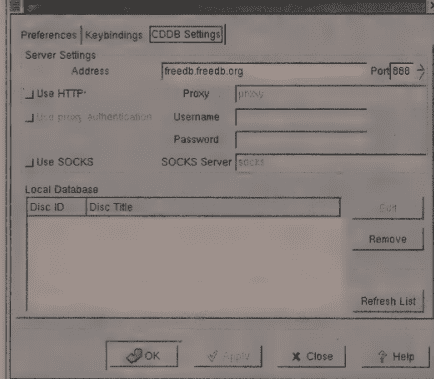 Preferences Keybindings CDDB Settings
Server Settings
Address freedb.freedb.org Port 888
Use HTTP Proxy proxy
Use proxy Authentication Username
Password
Use SOCKS SOCKS Server socks
Local Database
Disc ID Disc Title
Edit
Remove
Refresh List
OK Apply Close Help